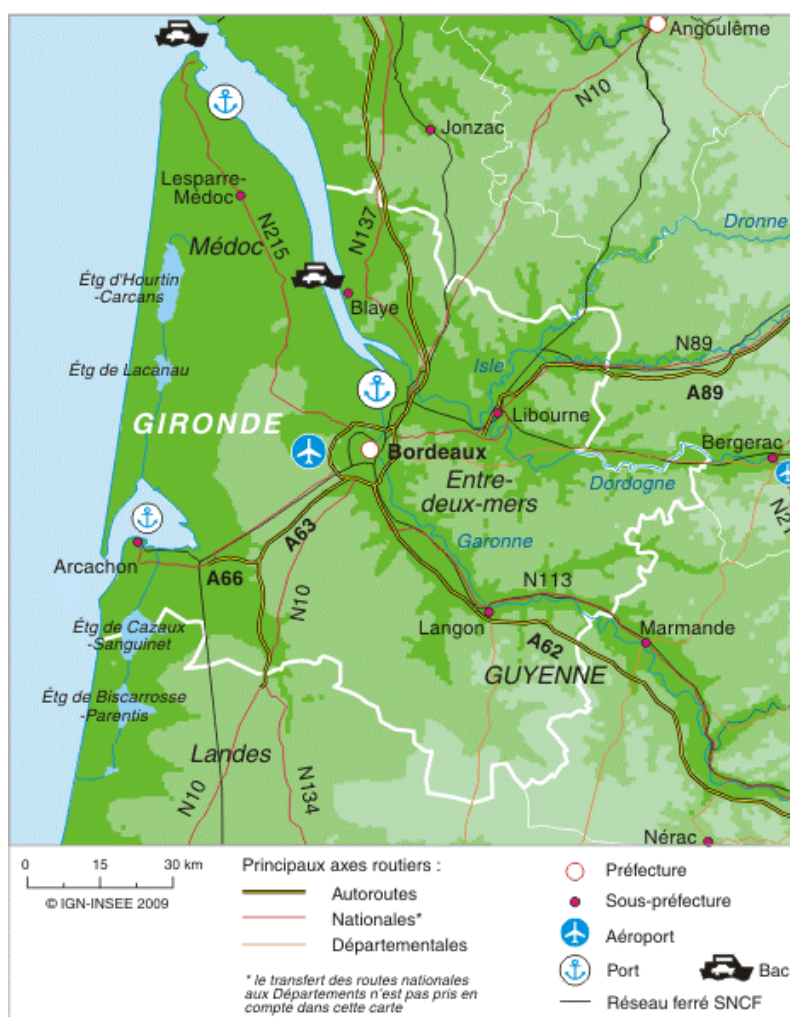 Angoulême
N10
Jonzac
Lesparre-
Médoc
N215
N137
Médoc
Dronne
Étg d'Hourtin
-Carcans
Blaye
N89
Isle
Étg de Lacanau
A89
Libourne
GIRONDE
Bordeaux
Bergerac
Entre-
deux-mers
Dordogne
N21
A63
Garonne
Arcachon
A66
N113
N10
Langon
Marmande
Étg de Cazaux
-Sanguinet
A62
GUYENNE
Étg de Biscarrosse
-Parentis
Landes
N10
N134
Nérac
0 15 30 km
© IGN-INSEE 2009
Principaux axes routiers :
Autoroutes
Nationales*
Départementales
* le transfert des routes nationales
aux Départements n'est pas pris en
compte dans cette carte
Préfecture
Sous-préfecture
Aéroport
Port
Bac
Réseau ferré SNCF